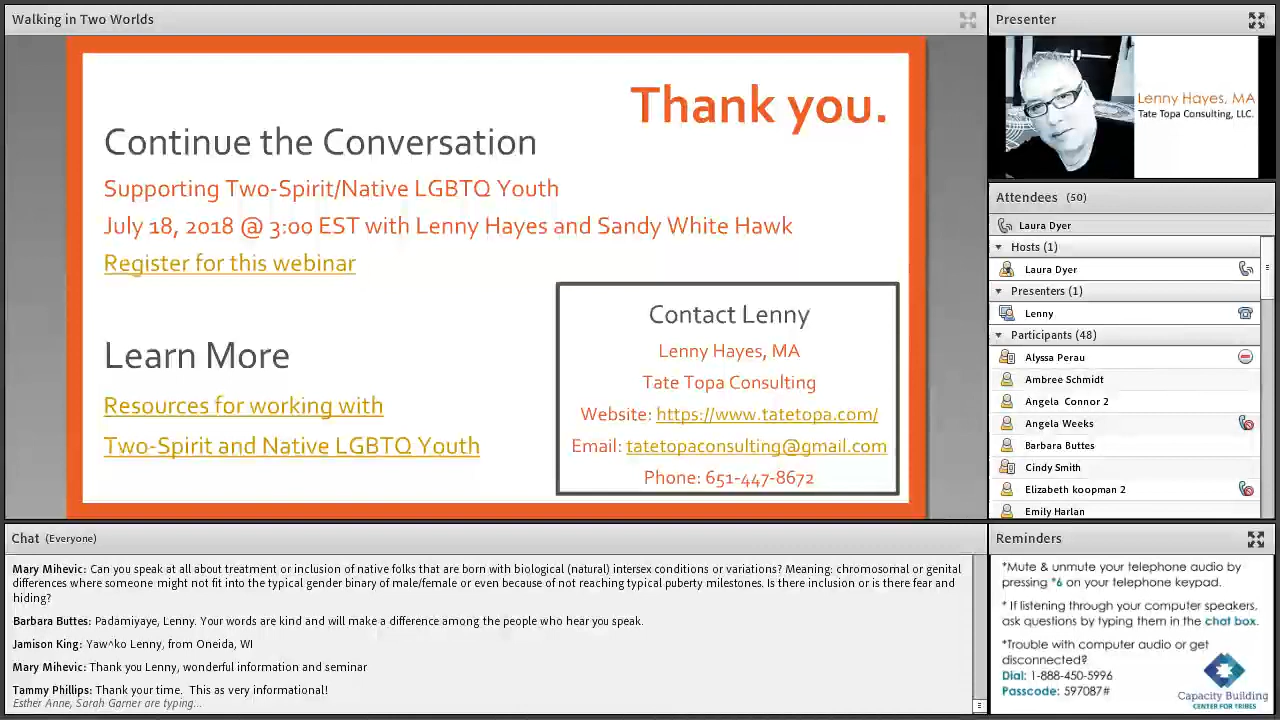 Walking in Two Worlds
Thank you.
Continue the Conversation
Supporting Two-Spirit/Native LGBTQ Youth
July 18, 2018 @ 3:00 EST with Lenny Hayes and Sandy White Hawk
Register for this webinar
Learn More
Resources for working with
Two-Spirit and Native LGBTQ Youth
Contact Lenny
Lenny Hayes, MA
Tate Topa Consulting
Website: https://www.tatetopa.com/
Email: tatetopaconsulting@gmail.com
Phone: 651-447-8672
Presenter
Lenny Hayes, MA
Tate Topa Consulting, LLC.
Attendees (50)
Laura Dyer
Hosts (1)
Laura Dyer
Presenters (1)
Lenny
Participants (48)
Alyssa Perau
Ambree Schmidt
Angela Connor 2
Angela Weeks
Barbara Buttes
Cindy Smith
Elizabeth koopman 2
Emily Harlan
Chat (Everyone)
Mary Mihevic: Can you speak at all about treatment or inclusion of native folks that are born with biological (natural) intersex conditions or variations? Meaning: chromosomal or genital
differences where someone might not fit into the typical gender binary of male/female or even because of not reaching typical puberty milestones. Is there inclusion or is there fear and
hiding?
Barbara Buttes: Padamiyaye, Lenny. Your words are kind and will make a difference among the people who hear you speak.
Jamison King: Yaw^ko Lenny, from Oneida, WI
Mary Mihevic: Thank you Lenny, wonderful information and seminar
Tammy Phillips: Thank your time. This as very informational!
Esther Anne, Sarah Garner are typing...
Reminders
*Mute & unmute your telephone audio by
pressing *6 on your telephone keypad.
* If listening through your computer speakers,
ask questions by typing them in the chat box.
*Trouble with computer audio or get
disconnected?
Dial: 1-888-450-5996
Passcode: 597087#
Capacity Building
CENTER FOR TRIBES